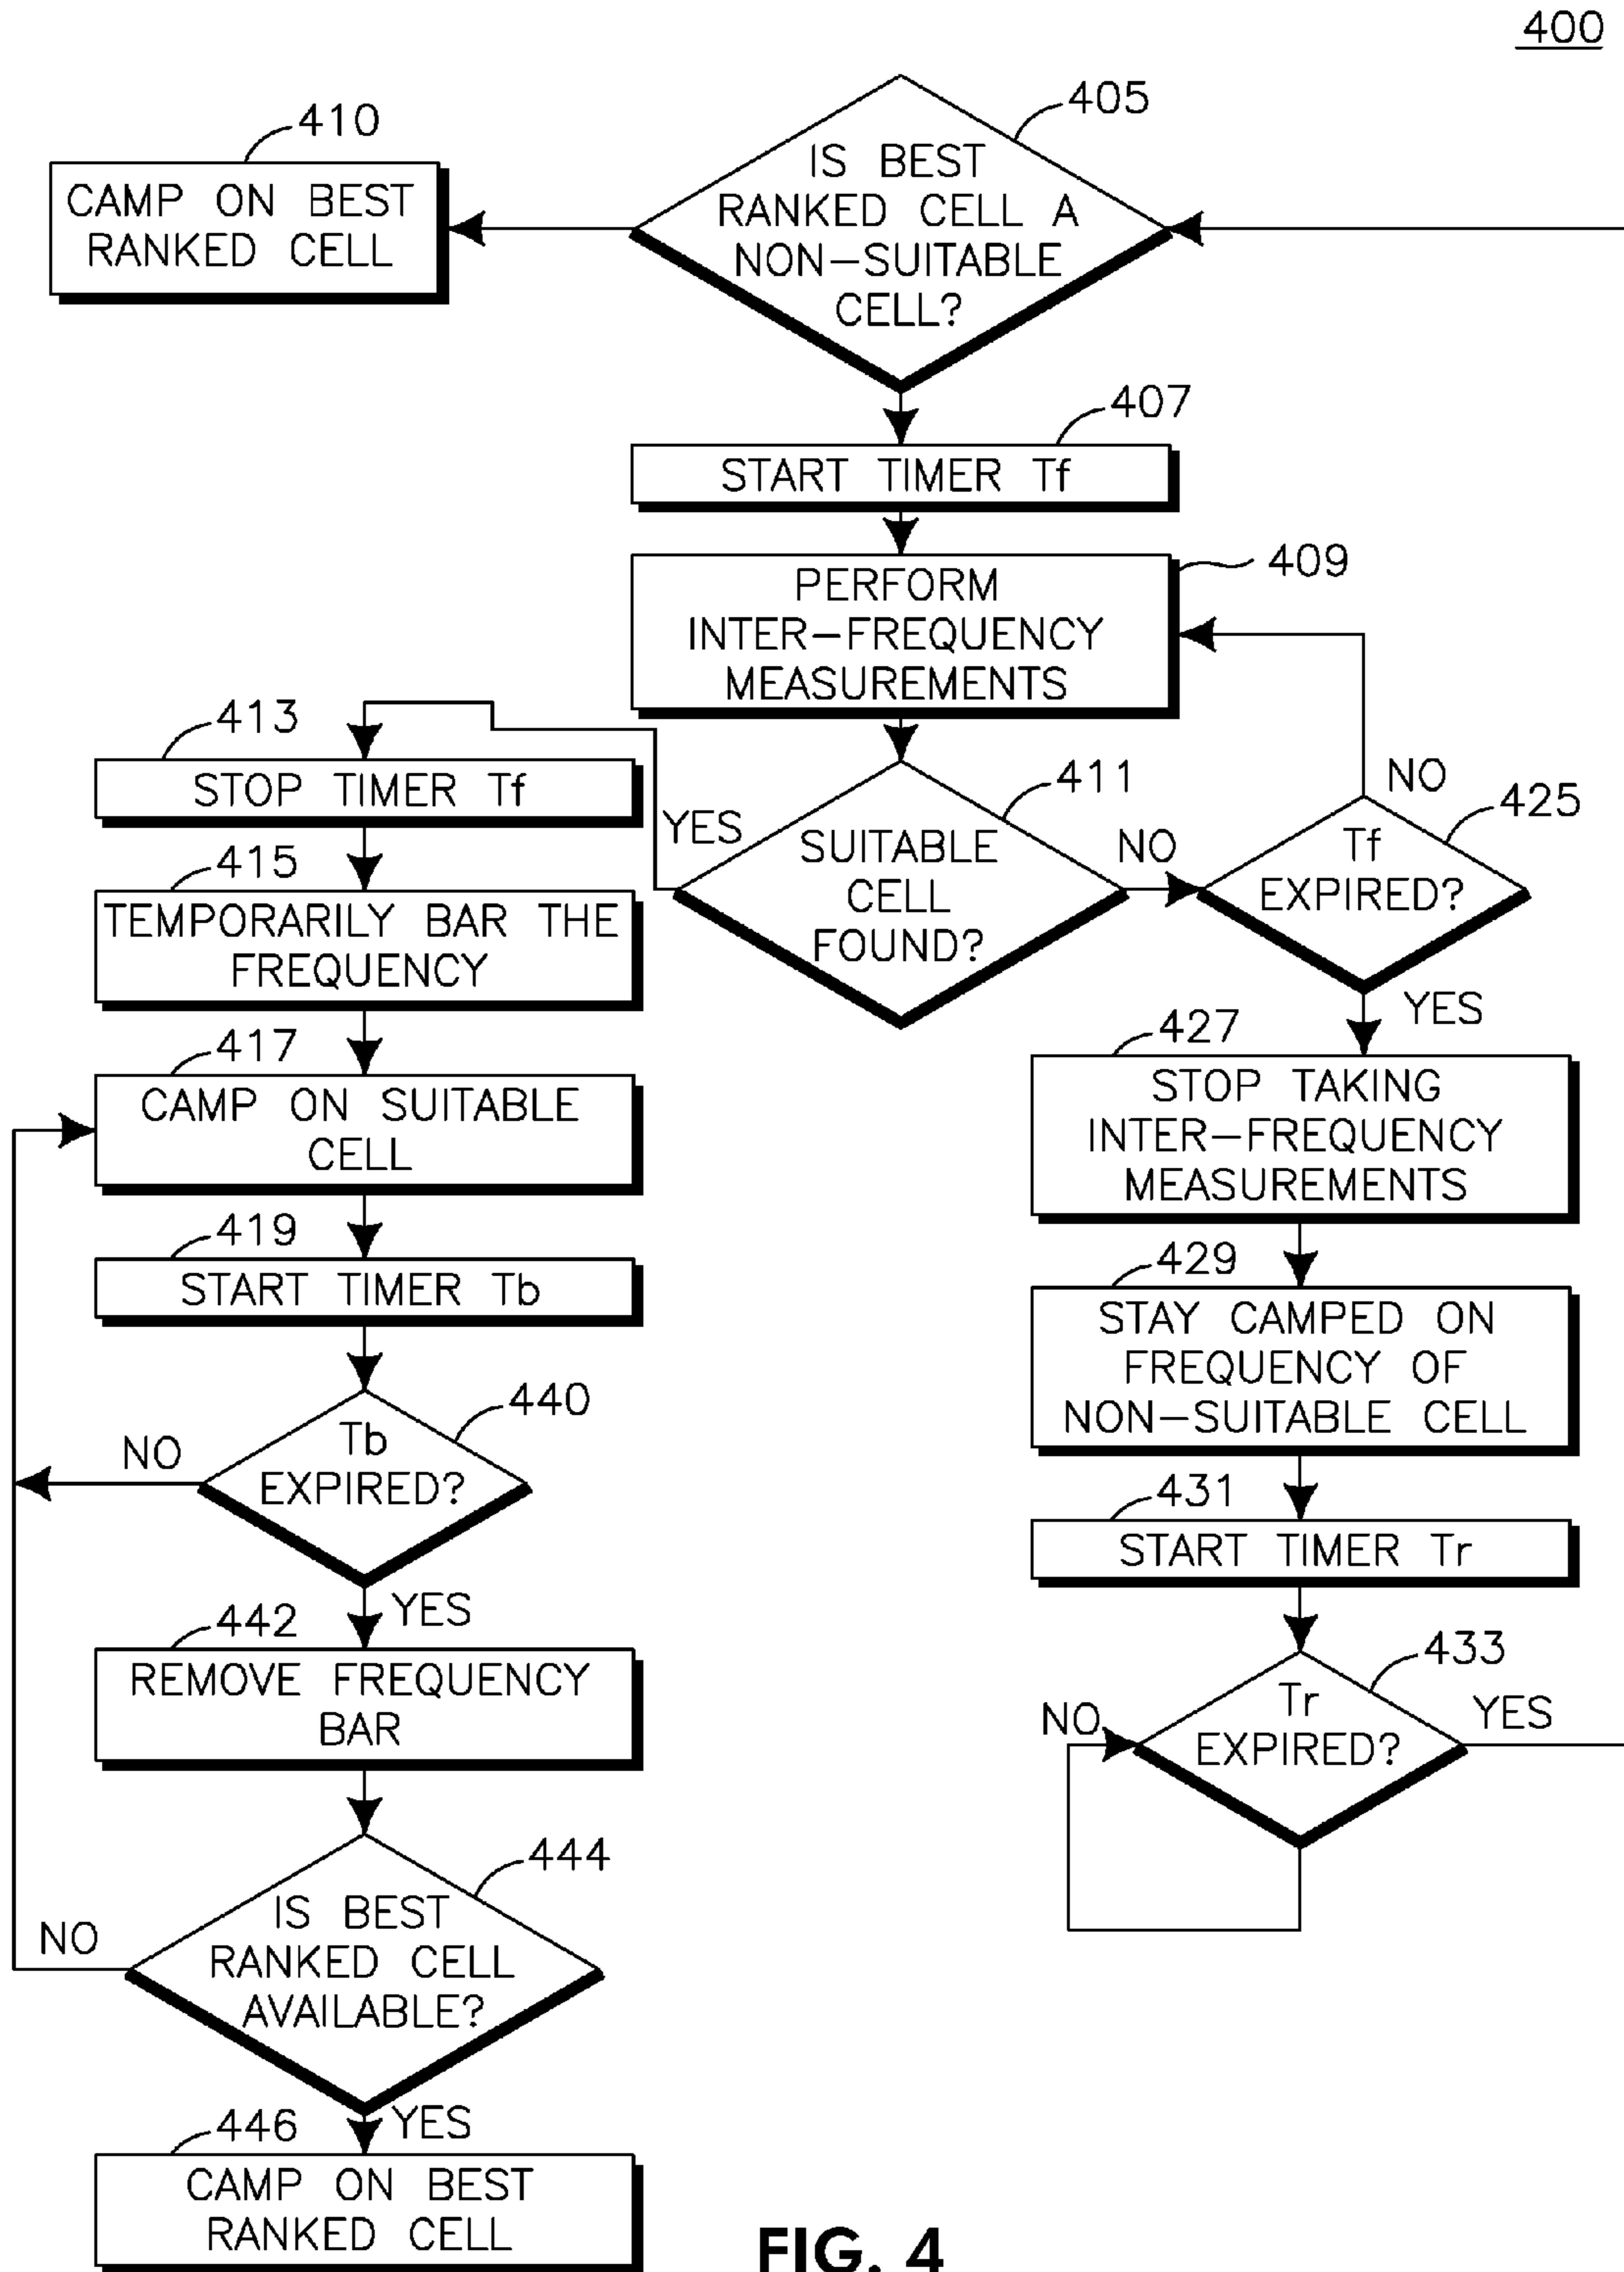 400
405
IS BEST
RANKED CELL A
NON-SUITABLE
CELL?
410
CAMP ON BEST
RANKED CELL
407
START TIMER Tf
409
PERFORM
INTER-FREQUENCY
MEASUREMENTS
413
STOP TIMER Tf
411
YES
SUITABLE
CELL
FOUND?
NO
NO
425
Tf
EXPIRED?
YES
415
TEMPORARILY BAR THE
FREQUENCY
417
CAMP ON SUITABLE
CELL
419
START TIMER Tb
440
Tb
EXPIRED?
NO
YES
442
REMOVE FREQUENCY
BAR
444
IS BEST
RANKED CELL
AVAILABLE?
NO
YES
446
CAMP ON BEST
RANKED CELL
427
STOP TAKING
INTER-FREQUENCY
MEASUREMENTS
429
STAY CAMPED ON
FREQUENCY OF
NON-SUITABLE CELL
431
START TIMER Tr
433
Tr
EXPIRED?
NO
YES
FIG. 4